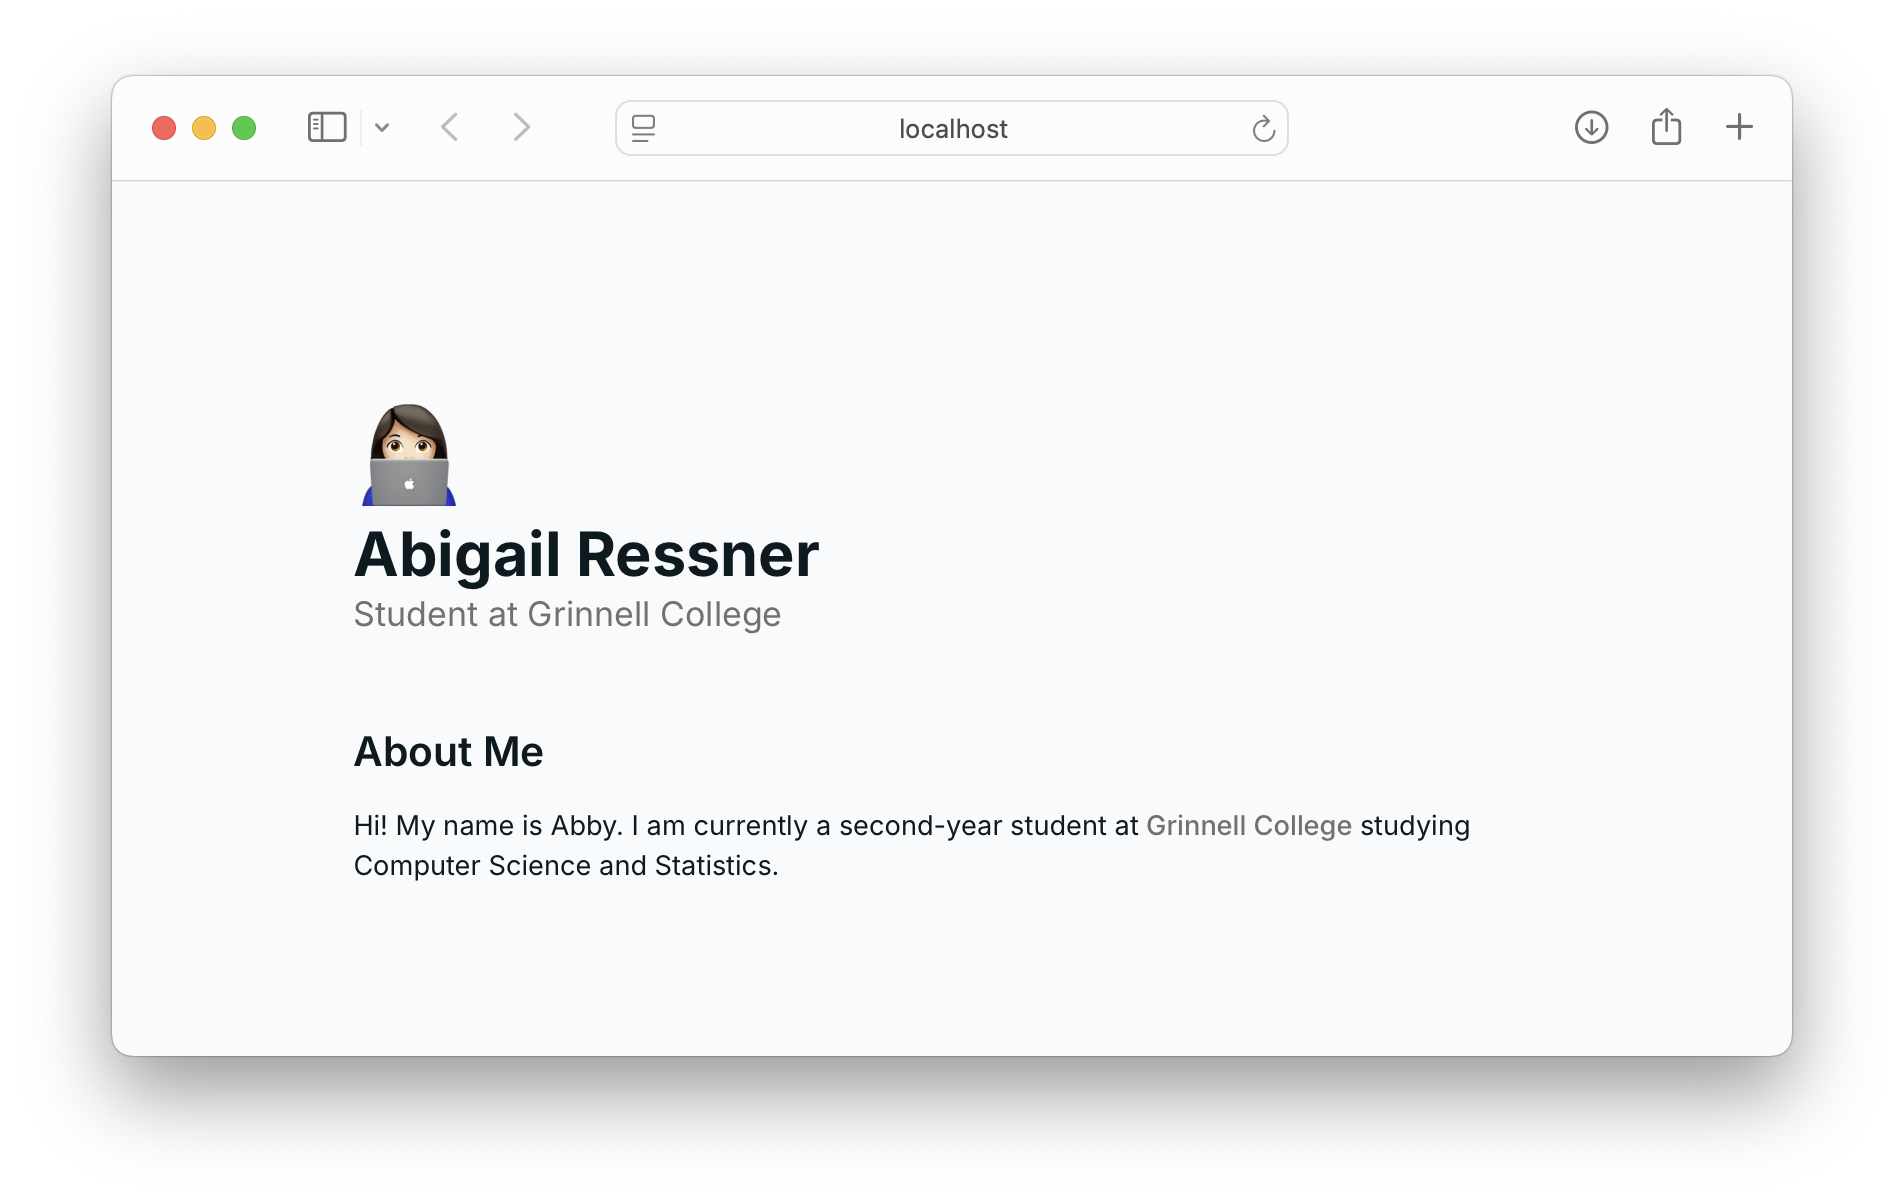 localhost
Abigail Ressner
Student at Grinnell College
About Me
Hi! My name is Abby. I am currently a second-year student at Grinnell College studying
Computer Science and Statistics.